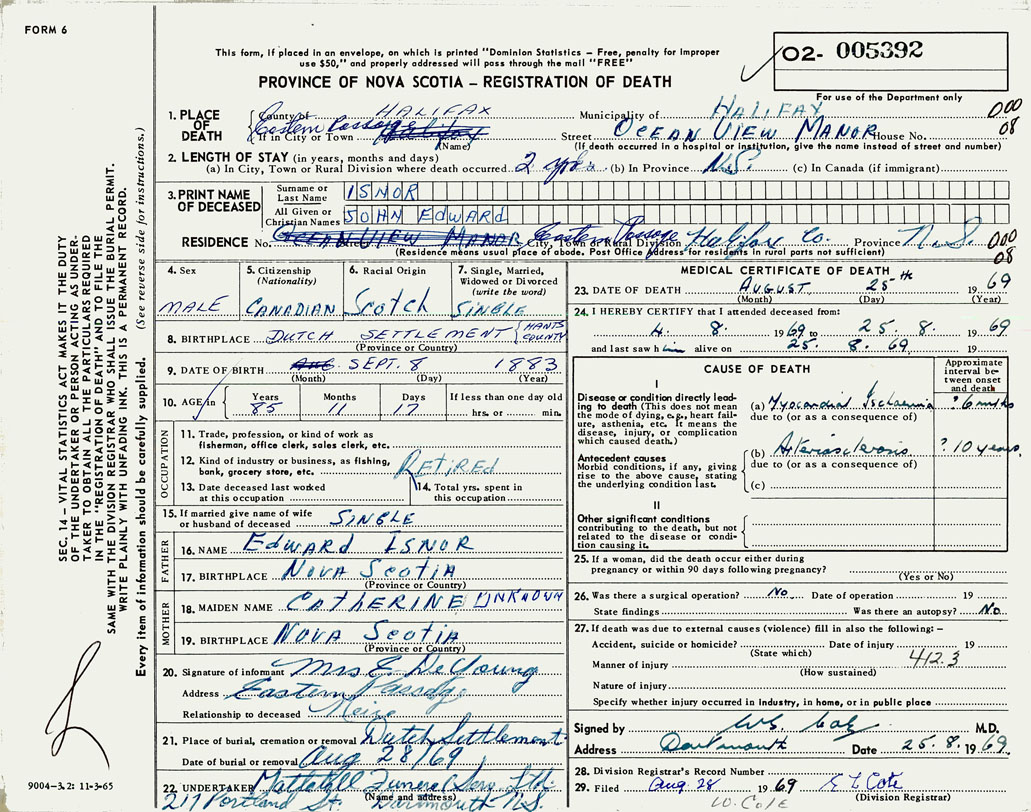 FORM 6
This form, if placed in an envelope, on which is printed "Dominion Statistics – Free, penalty for improper
use $50," and properly addressed will pass through the mail "FREE"
02- 005392
PROVINCE OF NOVA SCOTIA – REGISTRATION OF DEATH
For use of the Department only
1. PLACE OF DEATH
County of HALIFAX Municipality of HALIFAX
Eastern Passage
If in City or Town Halifax (Name) Street OCEAN VIEW MANOR House No. 000 08
(If death occurred in a hospital or institution, give the name instead of street and number)
2. LENGTH OF STAY (in years, months and days)
(a) In City, Town or Rural Division where death occurred 2 yrs. (b) In Province N.S. (c) In Canada (if immigrant)
3. PRINT NAME OF DECEASED
Surname or Last Name ISNOR
All Given or Christian Names JOHN EDWARD
RESIDENCE No. OCEAN VIEW MANOR City, Town or Rural Division Eastern Passage Halifax Co. Province N.S. 000 08
(Residence means usual place of abode. Post Office Address for residents in rural parts not sufficient)
4. Sex MALE
5. Citizenship (Nationality) CANADIAN
6. Racial Origin Scotch
7. Single, Married, Widowed or Divorced (write the word) SINGLE
8. BIRTHPLACE DUTCH SETTLEMENT {HANTS COUNTY
(Province or Country)
9. DATE OF BIRTH SEPT. 8 1883
(Month) (Day) (Year)
10. AGE in Years 85 Months 11 Days 17 If less than one day old hrs. or min.
OCCUPATION
11. Trade, profession, or kind of work as
fisherman, office clerk, sales clerk, etc.
12. Kind of industry or business, as fishing,
bank, grocery store, etc. RETIRED
13. Date deceased last worked
at this occupation
14. Total yrs. spent in
this occupation
15. If married give name of wife
or husband of deceased SINGLE
FATHER
16. NAME EDWARD ISNOR
17. BIRTHPLACE NOVA SCOTIA
(Province or Country)
MOTHER
18. MAIDEN NAME CATHERINE UNKNOWN
19. BIRTHPLACE NOVA SCOTIA
(Province or Country)
20. Signature of informant Mrs E. DeYoung
Address Eastern Passage
Relationship to deceased Neice
21. Place of burial, cremation or removal Dutch Settlement
Date of burial or removal Aug 28/69
22. UNDERTAKER Mattatall Funeral Serv. Ltd.
(Name and address)
217 Portland St. Dartmouth N.S.
MEDICAL CERTIFICATE OF DEATH
23. DATE OF DEATH AUGUST 25th 1969
(Month) (Day) (Year)
24. I HEREBY CERTIFY that I attended deceased from:
4. 8. 1969 to 25. 8. 1969
and last saw him alive on 25. 8. 69. 19
CAUSE OF DEATH
Approximate interval between onset and death
I
Disease or condition directly leading
to death (This does not mean
the mode of dying, e.g., heart failure,
asthenia, etc. It means the
disease, injury, or complication
which caused death.)
(a) Myocardial Ischaemia ? 6 mths
due to (or as a consequence of)
Antecedent causes
Morbid conditions, if any, giving
rise to the above cause, stating
the underlying condition last.
(b) Arteriosclerosis ? 10 years.
due to (or as a consequence of)
(c)
II
Other significant conditions
contributing to the death, but not
related to the disease or condition
causing it.
25. If a woman, did the death occur either during
pregnancy or within 90 days following pregnancy?
(Yes or No)
26. Was there a surgical operation? No. Date of operation 19
State findings Was there an autopsy? No.
27. If death was due to external causes (violence) fill in also the following: –
Accident, suicide or homicide? Date of injury 19
(State which) 412.3
Manner of injury
(How sustained)
Nature of injury
Specify whether injury occurred in industry, in home, or in public place
Signed by M.D.
Address Dartmouth Date 25.8.1969.
28. Division Registrar's Record Number
29. Filed Aug 28 1969 E L Cote
(Division Registrar)
W. COLE
SEC. 14 – VITAL STATISTICS ACT MAKES IT THE DUTY
OF THE UNDERTAKER OR PERSON ACTING AS UNDER-
TAKER TO OBTAIN ALL THE PARTICULARS REQUIRED
IN THE "REGISTRATION OF DEATH" AND TO FILE THE
SAME WITH THE DIVISION REGISTRAR WHO SHALL ISSUE THE BURIAL PERMIT.
WRITE PLAINLY WITH UNFADING INK. THIS IS A PERMANENT RECORD.
Every item of information should be carefully supplied. (See reverse side for instructions.)
9004-3.2: 11-3-65